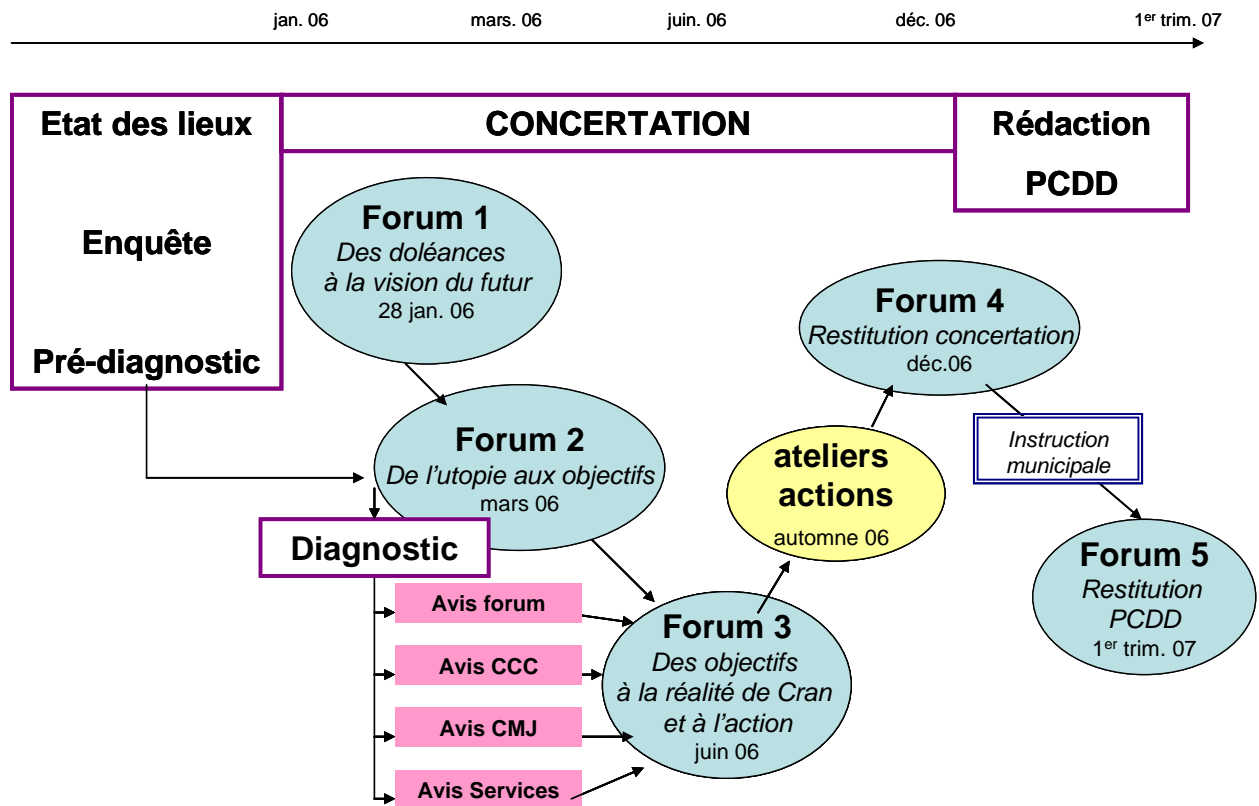 jan. 06
mars. 06
juin. 06
déc. 06
1er trim. 07
Etat des lieux
Enquête
Pré-diagnostic
CONCERTATION
Rédaction
PCDD
Forum 1
Des doléances
à la vision du futur
28 jan. 06
Forum 2
De l'utopie aux objectifs
mars 06
Diagnostic
Avis forum
Avis CCC
Avis CMJ
Avis Services
Forum 3
Des objectifs
à la réalité de Cran
et à l'action
juin 06
ateliers
actions
automne 06
Forum 4
Restitution concertation
déc.06
Instruction
municipale
Forum 5
Restitution
PCDD
1er trim. 07